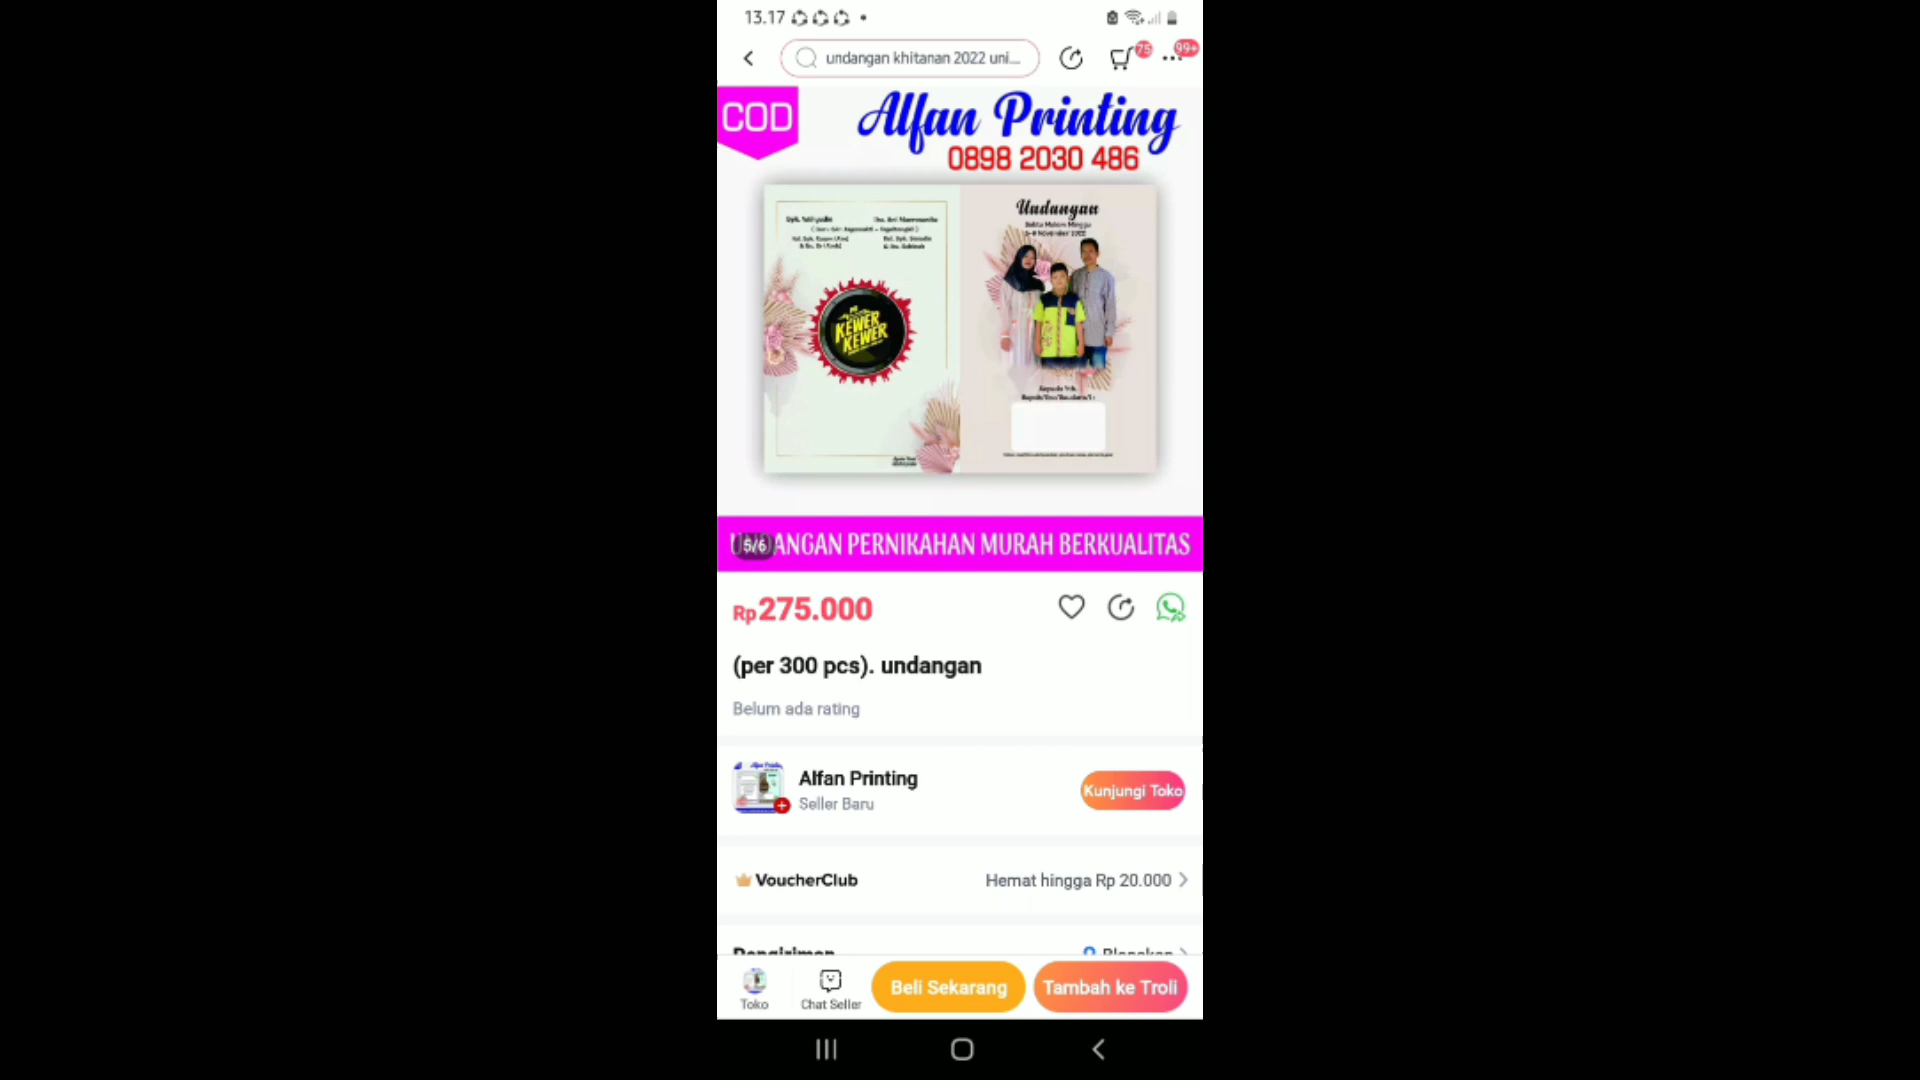 13.17
undangan khitanan 2022 uni...
75
99+
COD
Alfan Printing
0898 2030 486
Undangan
KEWER
KEWER
5/6
ANGAN PERNIKAHAN MURAH BERKUALITAS
Rp275.000
(per 300 pcs). undangan
Belum ada rating
Alfan Printing
Seller Baru
Kunjungi Toko
VoucherClub
Hemat hingga Rp 20.000
Toko
Chat Seller
Beli Sekarang
Tambah ke Troli